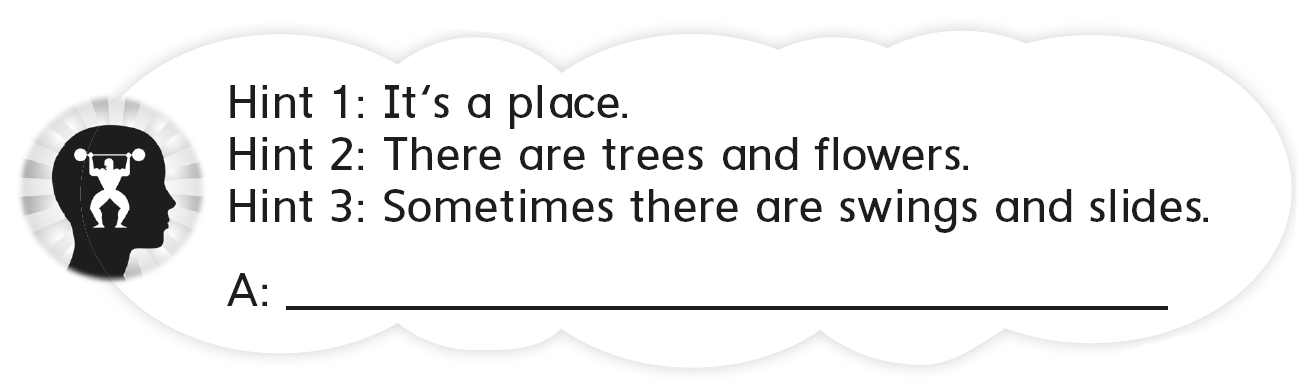 Hint 1: It‘s a place.
Hint 2: There are trees and flowers.
Hint 3: Sometimes there are swings and slides.
A: